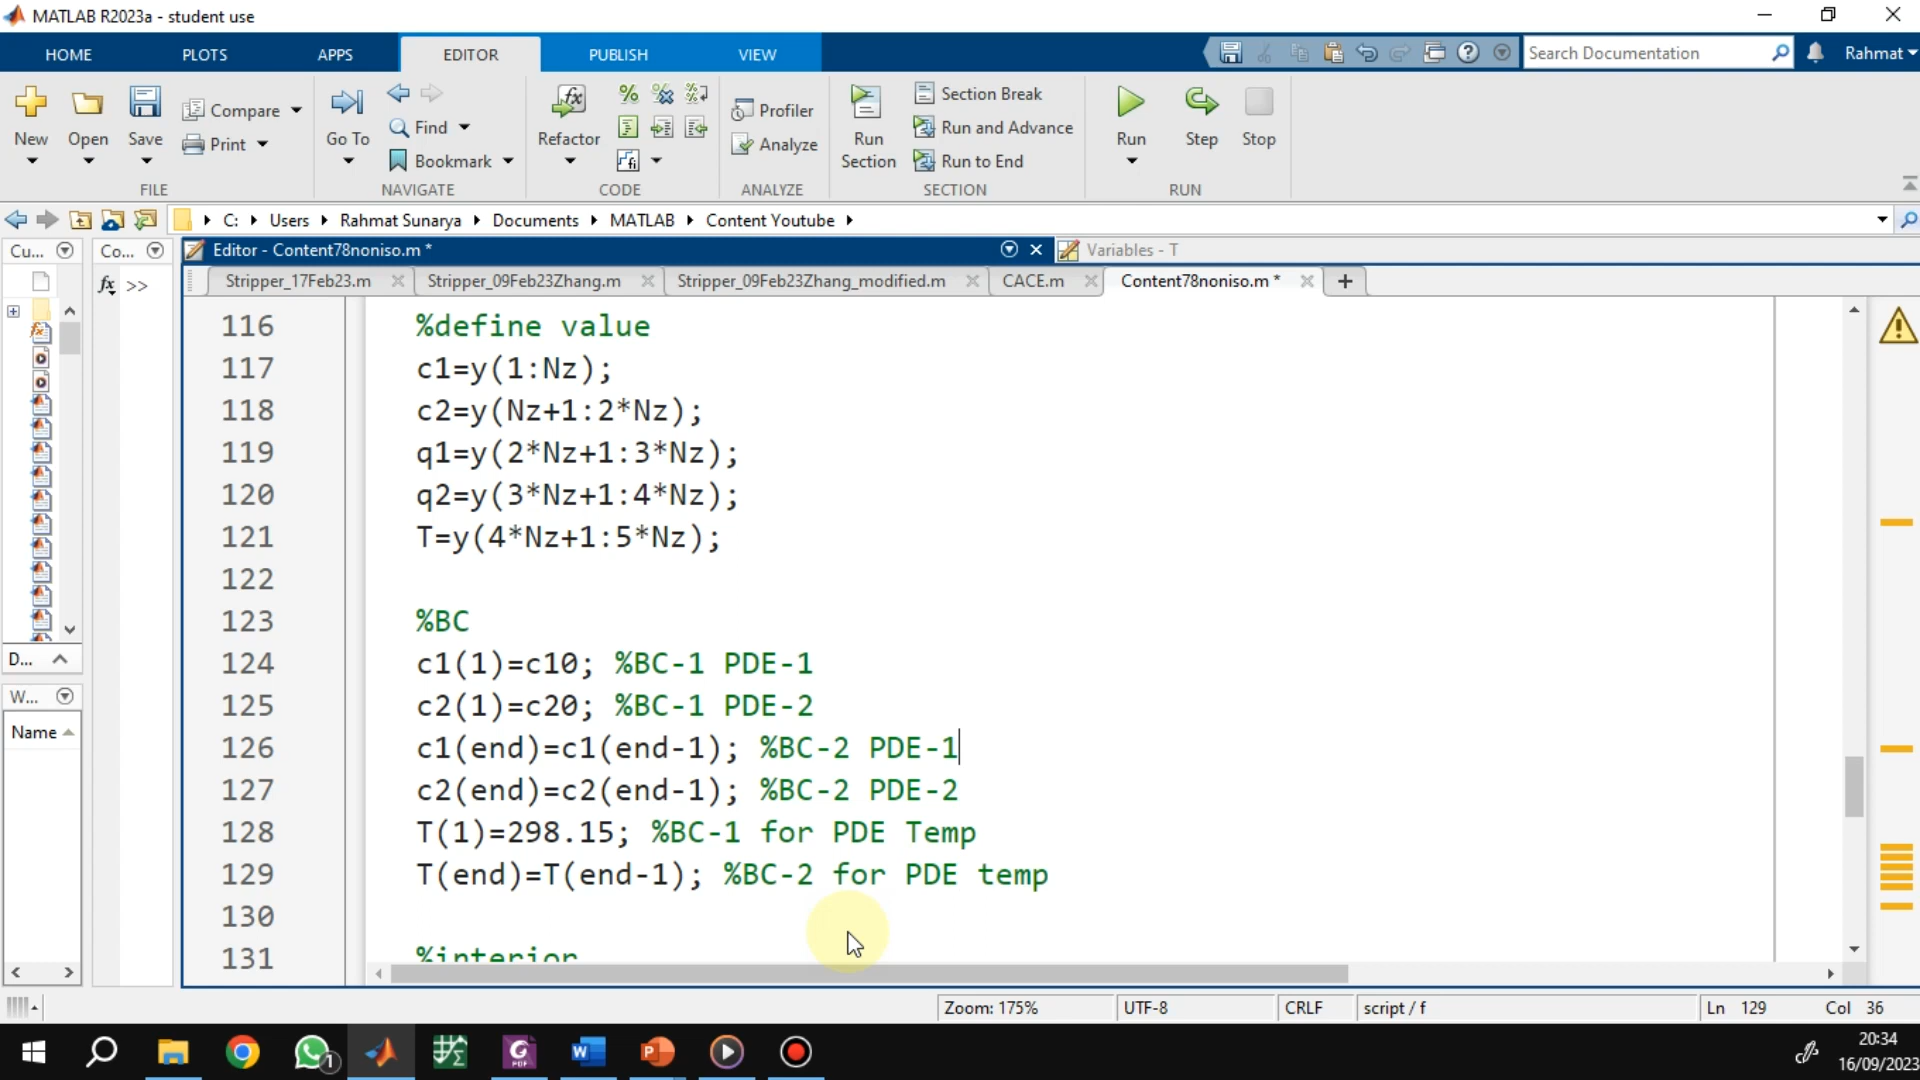 MATLAB R2023a - student use
HOME PLOTS APPS EDITOR PUBLISH VIEW Search Documentation Rahmat
New Open Save Compare Print FILE
Go To Find Bookmark NAVIGATE
Refactor CODE
Profiler Analyze ANALYZE
Run Section Section Break Run and Advance Run to End SECTION
Run Step Stop RUN
C: Users Rahmat Sunarya Documents MATLAB Content Youtube
Cu... Co... Editor - Content78noniso.m * Variables - T
fx >> Stripper_17Feb23.m Stripper_09Feb23Zhang.m Stripper_09Feb23Zhang_modified.m CACE.m Content78noniso.m * +
116 %define value
117 c1=y(1:Nz);
118 c2=y(Nz+1:2*Nz);
119 q1=y(2*Nz+1:3*Nz);
120 q2=y(3*Nz+1:4*Nz);
121 T=y(4*Nz+1:5*Nz);
122
123 %BC
124 c1(1)=c10; %BC-1 PDE-1
125 c2(1)=c20; %BC-1 PDE-2
126 c1(end)=c1(end-1); %BC-2 PDE-1
127 c2(end)=c2(end-1); %BC-2 PDE-2
128 T(1)=298.15; %BC-1 for PDE Temp
129 T(end)=T(end-1); %BC-2 for PDE temp
130
131 %interior
D...
W...
Name
Zoom: 175% UTF-8 CRLF script / f Ln 129 Col 36
1
20:34
16/09/2023